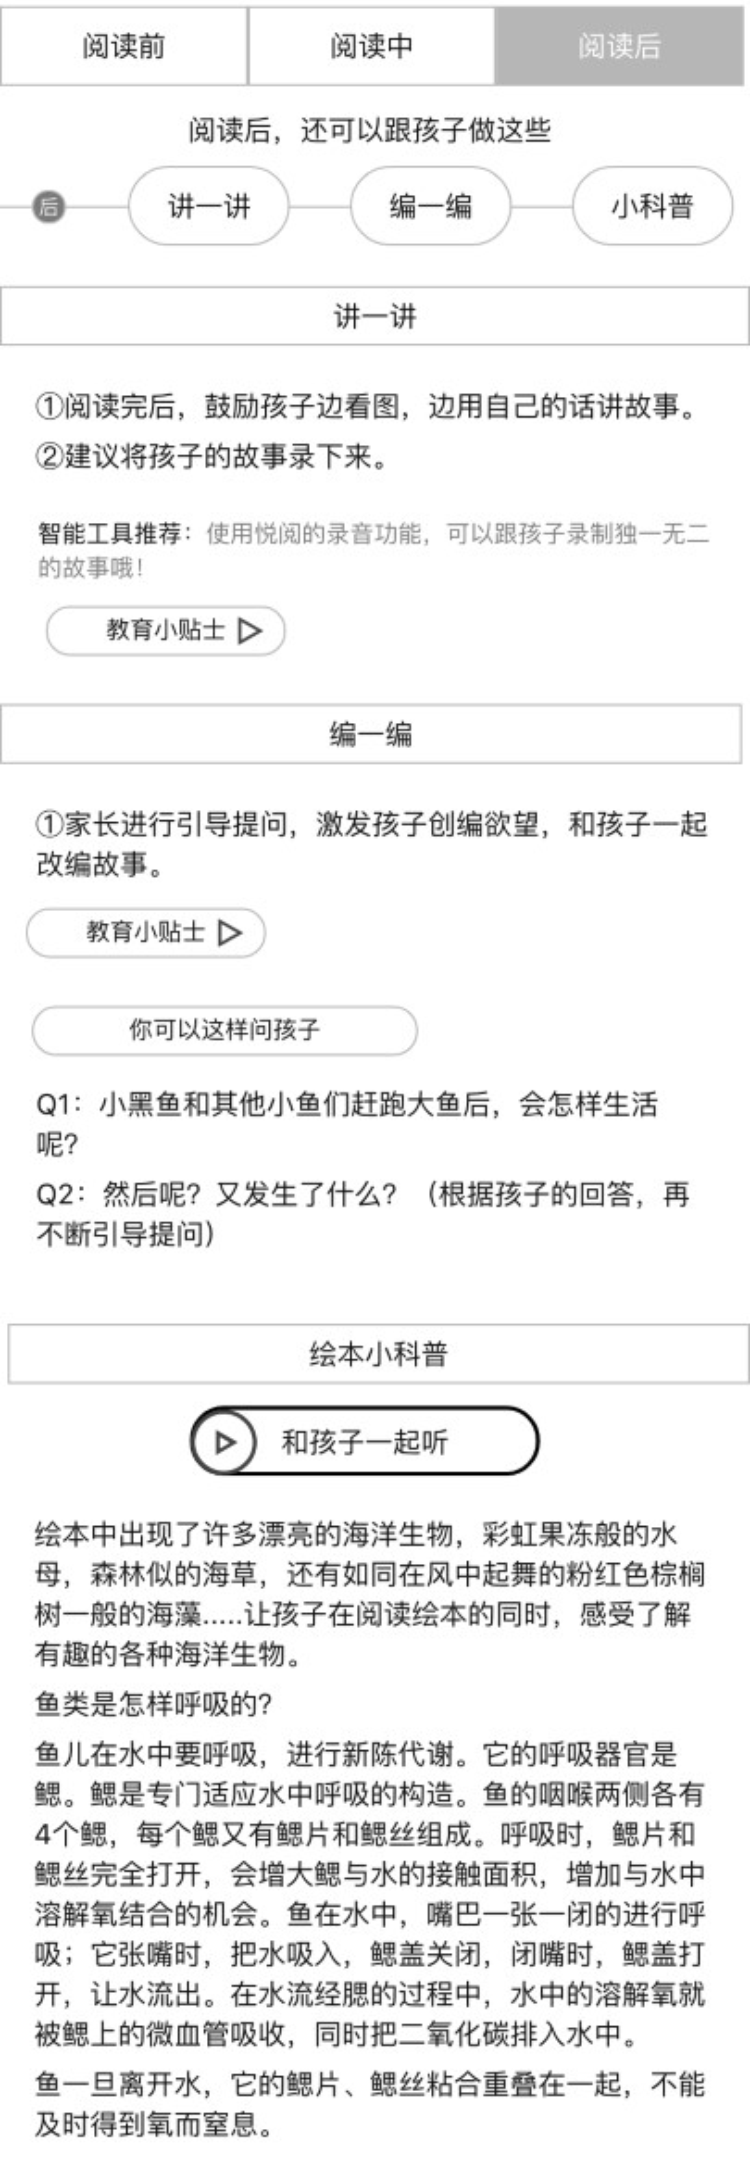 阅读前
阅读中
阅读后
阅读后，还可以跟孩子做这些
后
讲一讲
编一编
小科普
讲一讲
①阅读完后，鼓励孩子边看图，边用自己的话讲故事。
②建议将孩子的故事录下来。
智能工具推荐：使用悦阅的录音功能，可以跟孩子录制独一无二
的故事哦！
教育小贴士
编一编
①家长进行引导提问，激发孩子创编欲望，和孩子一起
改编故事。
教育小贴士
你可以这样问孩子
Q1：小黑鱼和其他小鱼们赶跑大鱼后，会怎样生活
呢？
Q2：然后呢？又发生了什么？（根据孩子的回答，再
不断引导提问）
绘本小科普
和孩子一起听
绘本中出现了许多漂亮的海洋生物，彩虹果冻般的水
母，森林似的海草，还有如同在风中起舞的粉红色棕榈
树一般的海藻.....让孩子在阅读绘本的同时，感受了解
有趣的各种海洋生物。
鱼类是怎样呼吸的？
鱼儿在水中要呼吸，进行新陈代谢。它的呼吸器官是
鳃。鳃是专门适应水中呼吸的构造。鱼的咽喉两侧各有
4个鳃，每个鳃又有鳃片和鳃丝组成。呼吸时，鳃片和
鳃丝完全打开，会增大鳃与水的接触面积，增加与水中
溶解氧结合的机会。鱼在水中，嘴巴一张一闭的进行呼
吸；它张嘴时，把水吸入，鳃盖关闭，闭嘴时，鳃盖打
开，让水流出。在水流经腮的过程中，水中的溶解氧就
被鳃上的微血管吸收，同时把二氧化碳排入水中。
鱼一旦离开水，它的鳃片、鳃丝粘合重叠在一起，不能
及时得到氧而窒息。